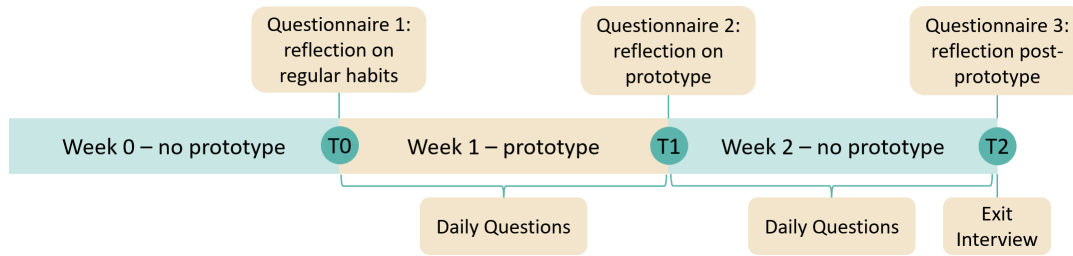 Questionnaire 1:
reflection on
regular habits
Questionnaire 2:
reflection on
prototype
Questionnaire 3:
reflection post-
prototype
Week 0 – no prototype
T0
Week 1 – prototype
T1
Week 2 – no prototype
T2
Daily Questions
Daily Questions
Exit
Interview